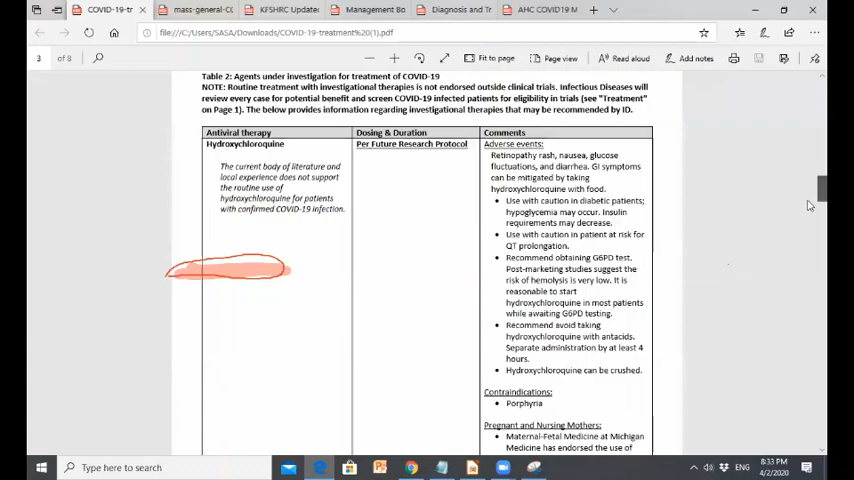 COVID-19-tr
mass-general-CO
KFSHRC Update
Management Bo
Diagnosis and Tr
AHC COVID-19 M
file:///C:/Users/SASA/Downloads/COVID-19-treatment%20(1).pdf
3 of 8
Fit to page
Page view
Read aloud
Add notes
Table 2: Agents under investigation for treatment of COVID-19
NOTE: Routine treatment with investigational therapies is not endorsed outside clinical trials. Infectious Diseases will
review every case for potential benefit and screen COVID-19 infected patients for eligibility in trials (see "Treatment"
on Page 1). The below provides information regarding investigational therapies that may be recommended by ID.
Antiviral therapy
Dosing & Duration
Comments
Hydroxychloroquine
The current body of literature and
local experience does not support
the routine use of
hydroxychloroquine for patients
with confirmed COVID-19 infection.
Per Future Research Protocol
Adverse events:
Retinopathy rash, nausea, glucose
fluctuations, and diarrhea. GI symptoms
can be mitigated by taking
hydroxychloroquine with food.
• Use with caution in diabetic patients;
hypoglycemia may occur. Insulin
requirements may decrease.
• Use with caution in patient at risk for
QT prolongation.
• Recommend obtaining G6PD test.
Post-marketing studies suggest the
risk of hemolysis is very low. It is
reasonable to start
hydroxychloroquine in most patients
while awaiting G6PD testing.
• Recommend avoid taking
hydroxychloroquine with antacids.
Separate administration by at least 4
hours.
• Hydroxychloroquine can be crushed.
Contraindications:
• Porphyria
Pregnant and Nursing Mothers:
• Maternal-Fetal Medicine at Michigan
Medicine has endorsed the use of
Type here to search
ENG
8:33 PM
4/2/2020